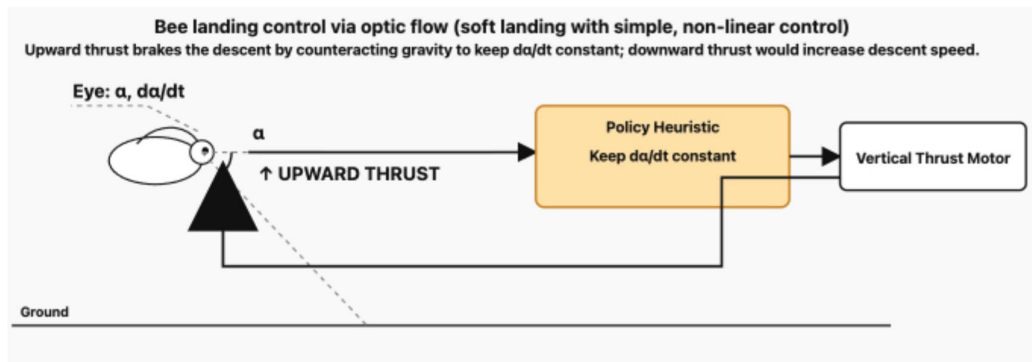 Bee landing control via optic flow (soft landing with simple, non-linear control)
Upward thrust brakes the descent by counteracting gravity to keep dα/dt constant; downward thrust would increase descent speed.
Eye: α, dα/dt
α
↑ UPWARD THRUST
Policy Heuristic
Keep dα/dt constant
Vertical Thrust Motor
Ground